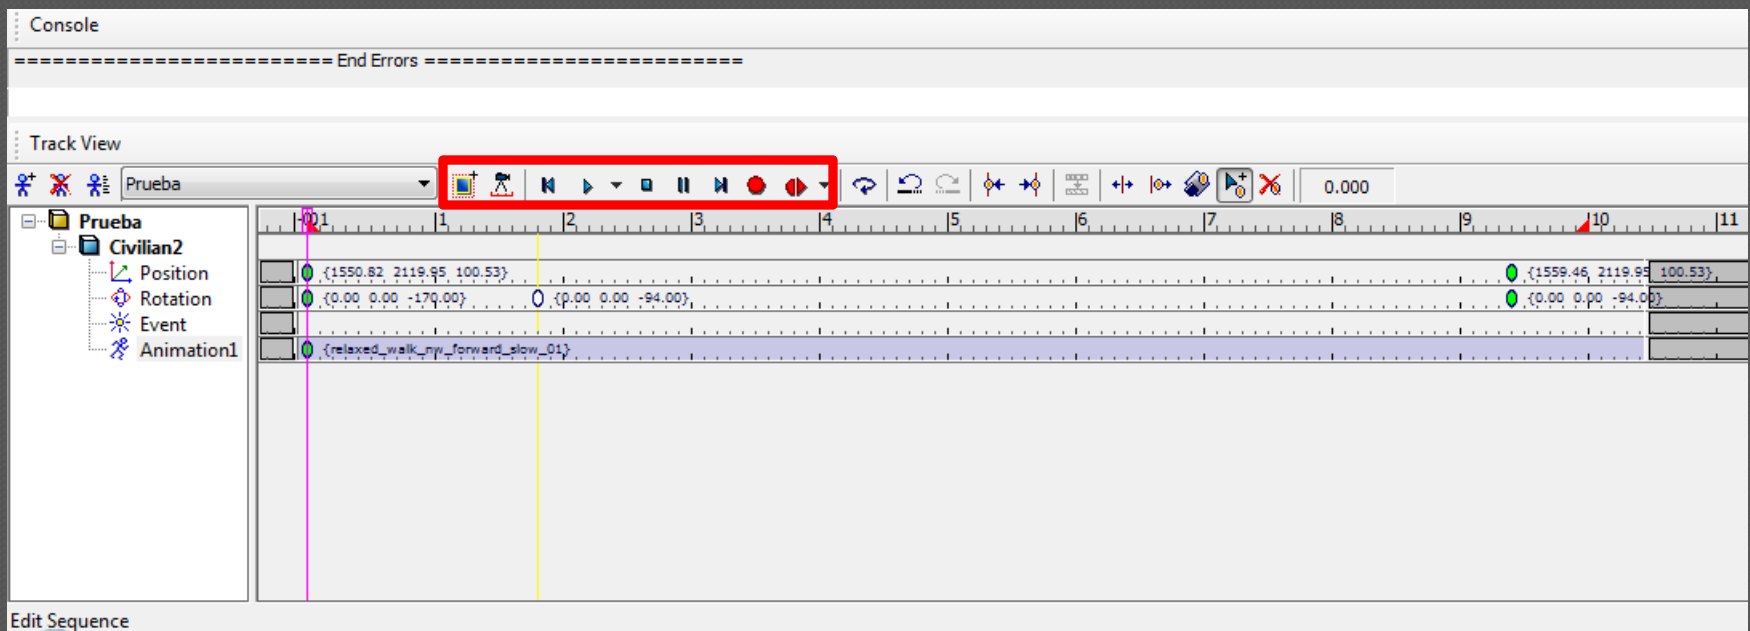 Console
========================= End Errors =========================
Track View
Prueba
0.000
Prueba
1 2 3 4 5 6 7 8 9 10 11
Civilian2
Position {1550.82 2119.95 100.53} {1559.46 2119.95 100.53}
Rotation {0.00 0.00 -170.00} {0.00 0.00 -94.00} {0.00 0.00 -94.00}
Event
Animation1 {relaxed_walk_nw_forward_slow_01}
Edit Sequence